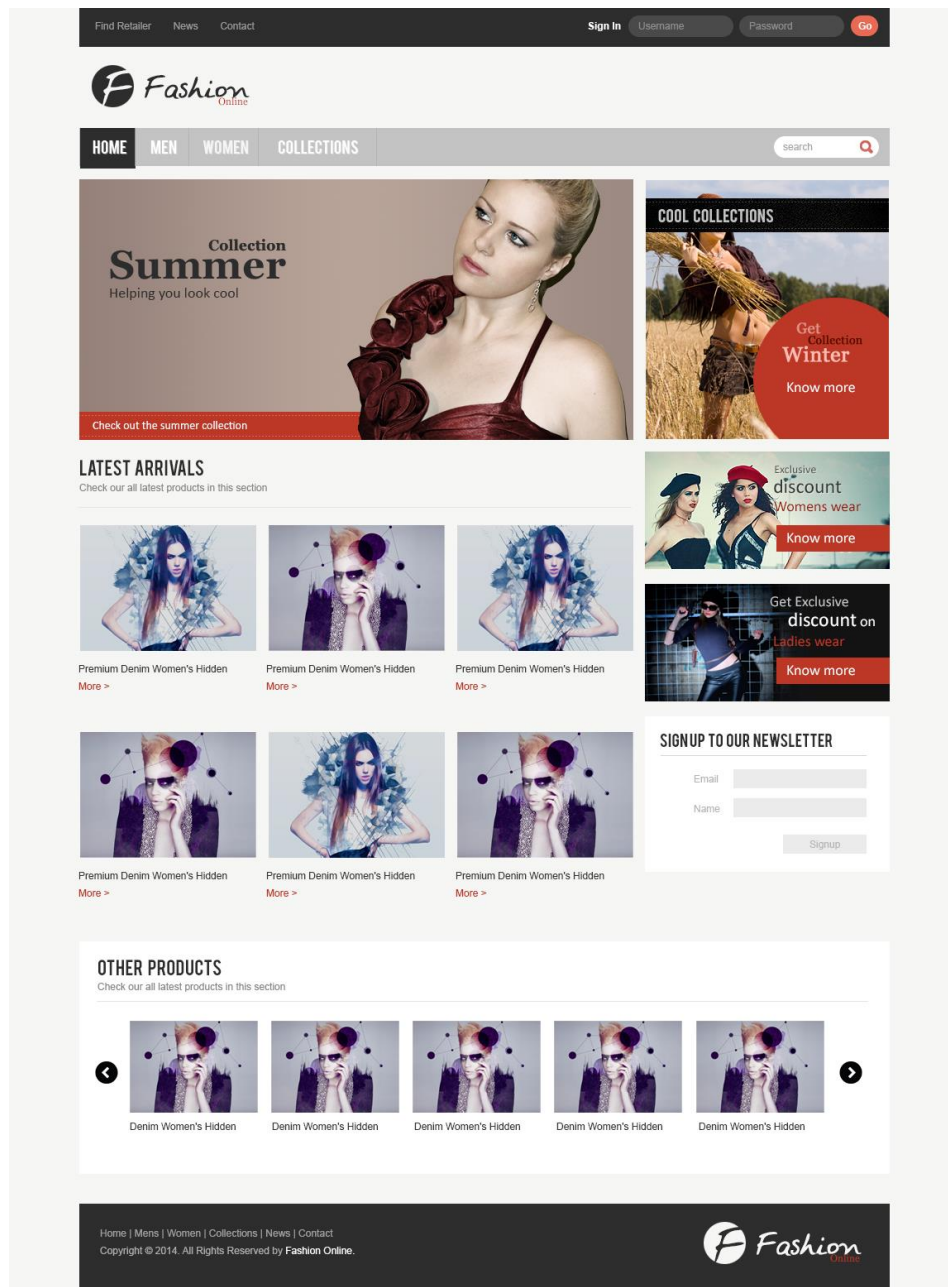 Find Retailer News Contact Sign In Username Password Go
Fashion
Online
HOME MEN WOMEN COLLECTIONS search
Collection
Summer
Helping you look cool
Check out the summer collection
COOL COLLECTIONS
Get
Collection
Winter
Know more
LATEST ARRIVALS
Check our all latest products in this section
Exclusive
discount
Womens wear
Know more
Get Exclusive
discount on
Ladies wear
Know more
Premium Denim Women's Hidden Premium Denim Women's Hidden Premium Denim Women's Hidden
More > More > More >
SIGNUP TO OUR NEWSLETTER
Email
Name
Signup
Premium Denim Women's Hidden Premium Denim Women's Hidden Premium Denim Women's Hidden
More > More > More >
OTHER PRODUCTS
Check our all latest products in this section
Denim Women's Hidden Denim Women's Hidden Denim Women's Hidden Denim Women's Hidden Denim Women's Hidden
Home | Mens | Women | Collections | News | Contact
Copyright © 2014. All Rights Reserved by Fashion Online.
Fashion
Online